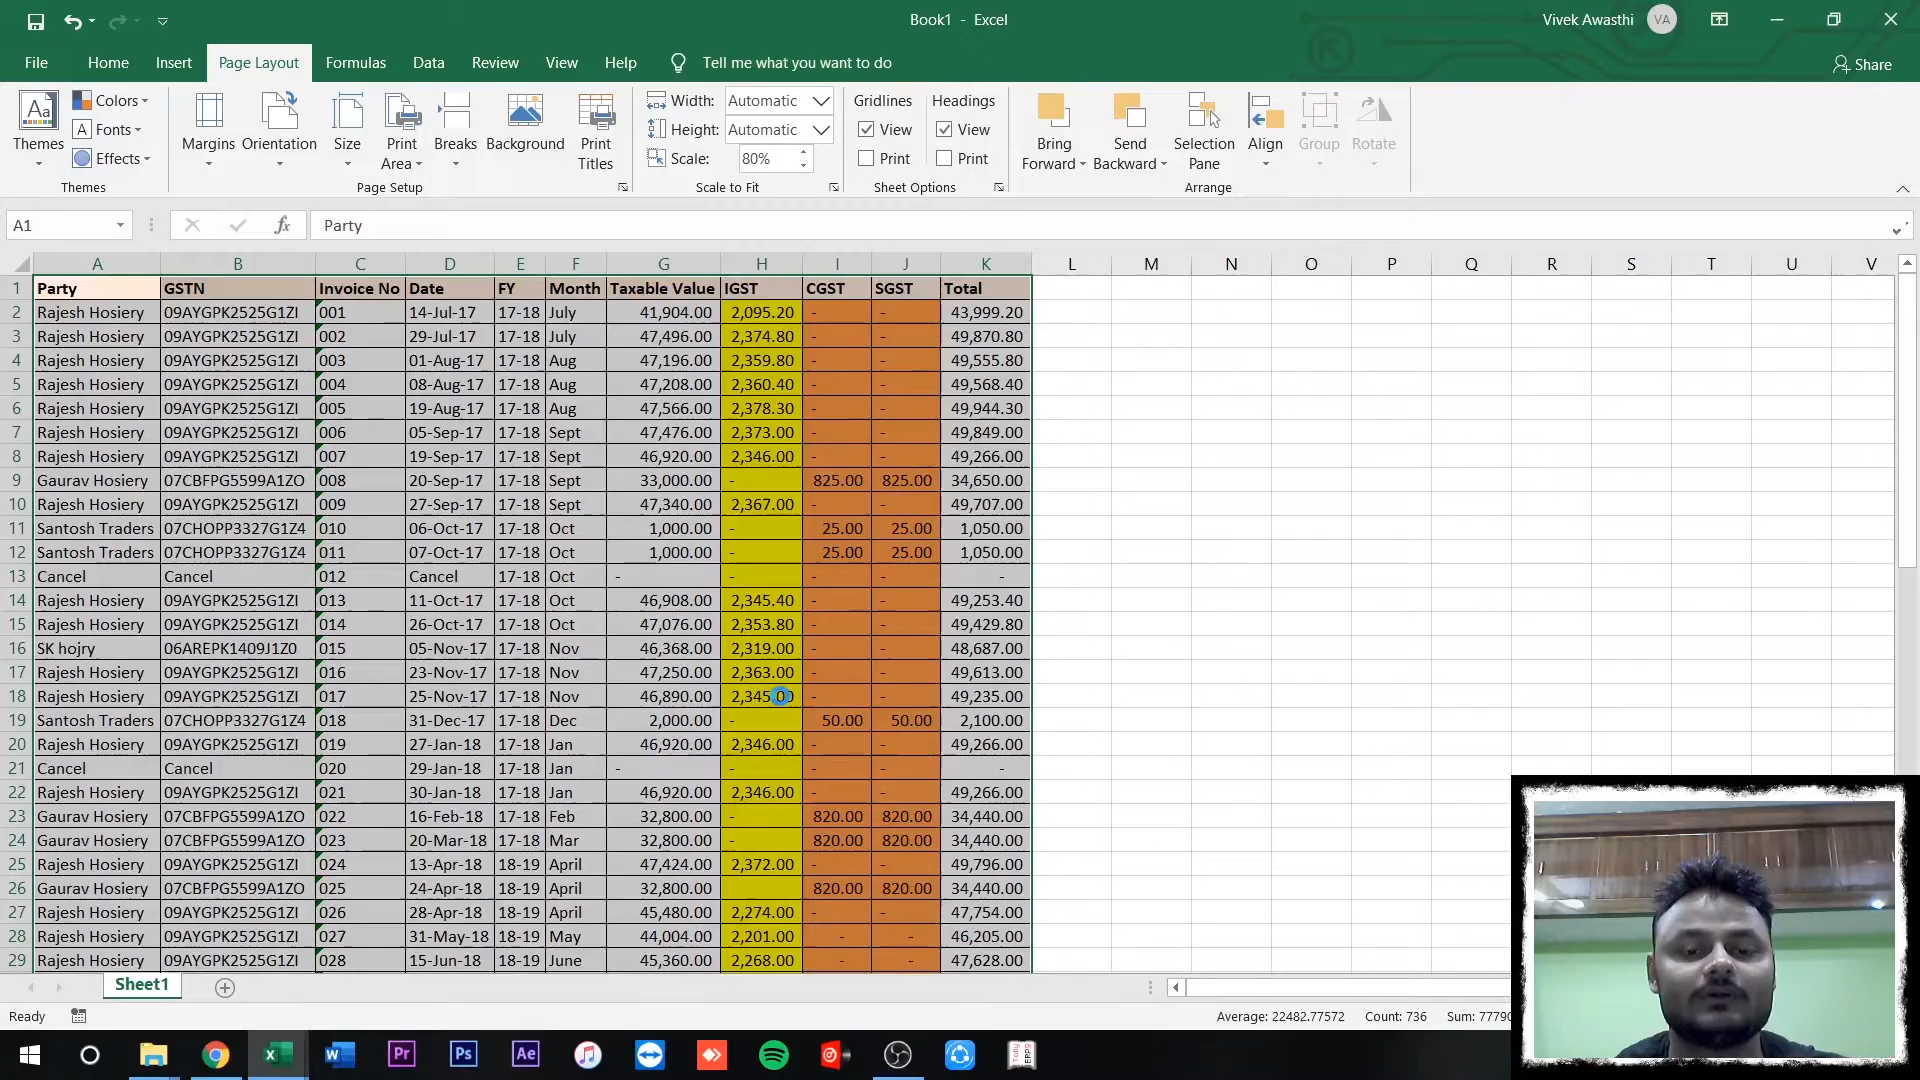 Book1 - Excel
Vivek Awasthi VA
File Home Insert Page Layout Formulas Data Review View Help Tell me what you want to do Share
Themes Colors Fonts Effects Themes
Margins Orientation Size Print Area Breaks Background Print Titles Page Setup
Width: Automatic Height: Automatic Scale: 80% Scale to Fit
Gridlines View Print Headings View Print Sheet Options
Bring Forward Send Backward Selection Pane Align Group Rotate Arrange
A1 fx Party
A B C D E F G H I J K L M N O P Q R S T U V
1 Party GSTN Invoice No Date FY Month Taxable Value IGST CGST SGST Total
2 Rajesh Hosiery 09AYGPK2525G1ZI 001 14-Jul-17 17-18 July 41,904.00 2,095.20 - - 43,999.20
3 Rajesh Hosiery 09AYGPK2525G1ZI 002 29-Jul-17 17-18 July 47,496.00 2,374.80 - - 49,870.80
4 Rajesh Hosiery 09AYGPK2525G1ZI 003 01-Aug-17 17-18 Aug 47,196.00 2,359.80 - - 49,555.80
5 Rajesh Hosiery 09AYGPK2525G1ZI 004 08-Aug-17 17-18 Aug 47,208.00 2,360.40 - - 49,568.40
6 Rajesh Hosiery 09AYGPK2525G1ZI 005 19-Aug-17 17-18 Aug 47,566.00 2,378.30 - - 49,944.30
7 Rajesh Hosiery 09AYGPK2525G1ZI 006 05-Sep-17 17-18 Sept 47,476.00 2,373.00 - - 49,849.00
8 Rajesh Hosiery 09AYGPK2525G1ZI 007 19-Sep-17 17-18 Sept 46,920.00 2,346.00 - - 49,266.00
9 Gaurav Hosiery 07CBFPG5599A1ZO 008 20-Sep-17 17-18 Sept 33,000.00 - 825.00 825.00 34,650.00
10 Rajesh Hosiery 09AYGPK2525G1ZI 009 27-Sep-17 17-18 Sept 47,340.00 2,367.00 - - 49,707.00
11 Santosh Traders 07CHOPP3327G1Z4 010 06-Oct-17 17-18 Oct 1,000.00 - 25.00 25.00 1,050.00
12 Santosh Traders 07CHOPP3327G1Z4 011 07-Oct-17 17-18 Oct 1,000.00 - 25.00 25.00 1,050.00
13 Cancel Cancel 012 Cancel 17-18 Oct - - - - -
14 Rajesh Hosiery 09AYGPK2525G1ZI 013 11-Oct-17 17-18 Oct 46,908.00 2,345.40 - - 49,253.40
15 Rajesh Hosiery 09AYGPK2525G1ZI 014 26-Oct-17 17-18 Oct 47,076.00 2,353.80 - - 49,429.80
16 SK hojry 06AREPK1409J1Z0 015 05-Nov-17 17-18 Nov 46,368.00 2,319.00 - - 48,687.00
17 Rajesh Hosiery 09AYGPK2525G1ZI 016 23-Nov-17 17-18 Nov 47,250.00 2,363.00 - - 49,613.00
18 Rajesh Hosiery 09AYGPK2525G1ZI 017 25-Nov-17 17-18 Nov 46,890.00 2,345.00 - - 49,235.00
19 Santosh Traders 07CHOPP3327G1Z4 018 31-Dec-17 17-18 Dec 2,000.00 - 50.00 50.00 2,100.00
20 Rajesh Hosiery 09AYGPK2525G1ZI 019 27-Jan-18 17-18 Jan 46,920.00 2,346.00 - - 49,266.00
21 Cancel Cancel 020 29-Jan-18 17-18 Jan - - - - -
22 Rajesh Hosiery 09AYGPK2525G1ZI 021 30-Jan-18 17-18 Jan 46,920.00 2,346.00 - - 49,266.00
23 Gaurav Hosiery 07CBFPG5599A1ZO 022 16-Feb-18 17-18 Feb 32,800.00 - 820.00 820.00 34,440.00
24 Gaurav Hosiery 07CBFPG5599A1ZO 023 20-Mar-18 17-18 Mar 32,800.00 - 820.00 820.00 34,440.00
25 Rajesh Hosiery 09AYGPK2525G1ZI 024 13-Apr-18 18-19 April 47,424.00 2,372.00 - - 49,796.00
26 Gaurav Hosiery 07CBFPG5599A1ZO 025 24-Apr-18 18-19 April 32,800.00 820.00 820.00 34,440.00
27 Rajesh Hosiery 09AYGPK2525G1ZI 026 28-Apr-18 18-19 April 45,480.00 2,274.00 - - 47,754.00
28 Rajesh Hosiery 09AYGPK2525G1ZI 027 31-May-18 18-19 May 44,004.00 2,201.00 - - 46,205.00
29 Rajesh Hosiery 09AYGPK2525G1ZI 028 15-Jun-18 18-19 June 45,360.00 2,268.00 - - 47,628.00
Sheet1
Ready Average: 22482.77572 Count: 736 Sum: 77790
W Pr Ps Ae